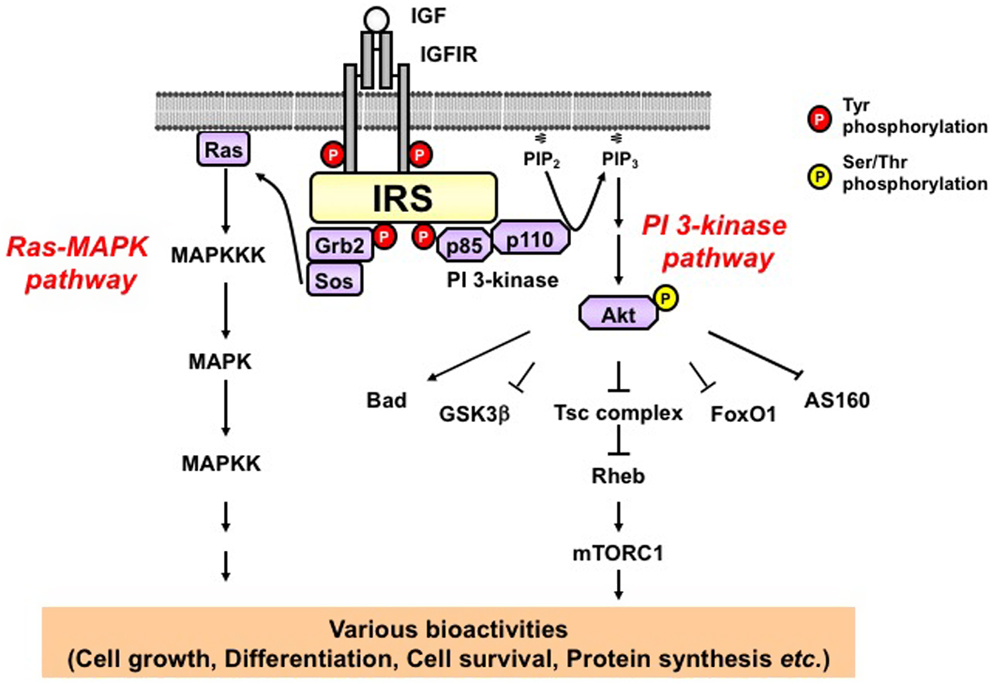 IGF
IGFIR
Tyr
phosphorylation
P
Ser/Thr
phosphorylation
P
Ras
P
P
PIP2
PIP3
IRS
Ras-MAPK
pathway
MAPKKK
Grb2
P
P
p85
p110
Sos
PI 3-kinase
PI 3-kinase
pathway
Akt
P
MAPK
Bad
GSK3β
Tsc complex
FoxO1
AS160
MAPKK
Rheb
mTORC1
Various bioactivities
(Cell growth, Differentiation, Cell survival, Protein synthesis etc.)